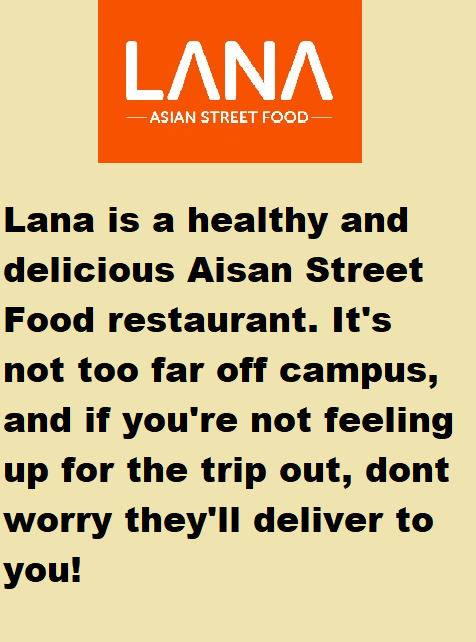 LANA
ASIAN STREET FOOD
Lana is a healthy and
delicious Aisan Street
Food restaurant. It's
not too far off campus,
and if you're not feeling
up for the trip out, dont
worry they'll deliver to
you!